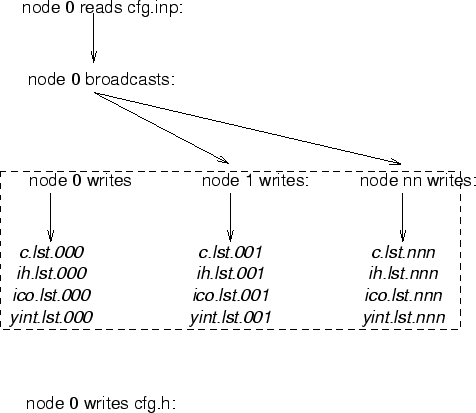 node 0 reads cfg.inp:
node 0 broadcasts:
node 0 writes node 1 writes: node nn writes:
c.lst.000 c.lst.001 c.lst.nnn
ih.lst.000 ih.lst.001 ih.lst.nnn
ico.lst.000 ico.lst.001 ico.lst.nnn
yint.lst.000 yint.lst.001 yint.lst.nnn
node 0 writes cfg.h: